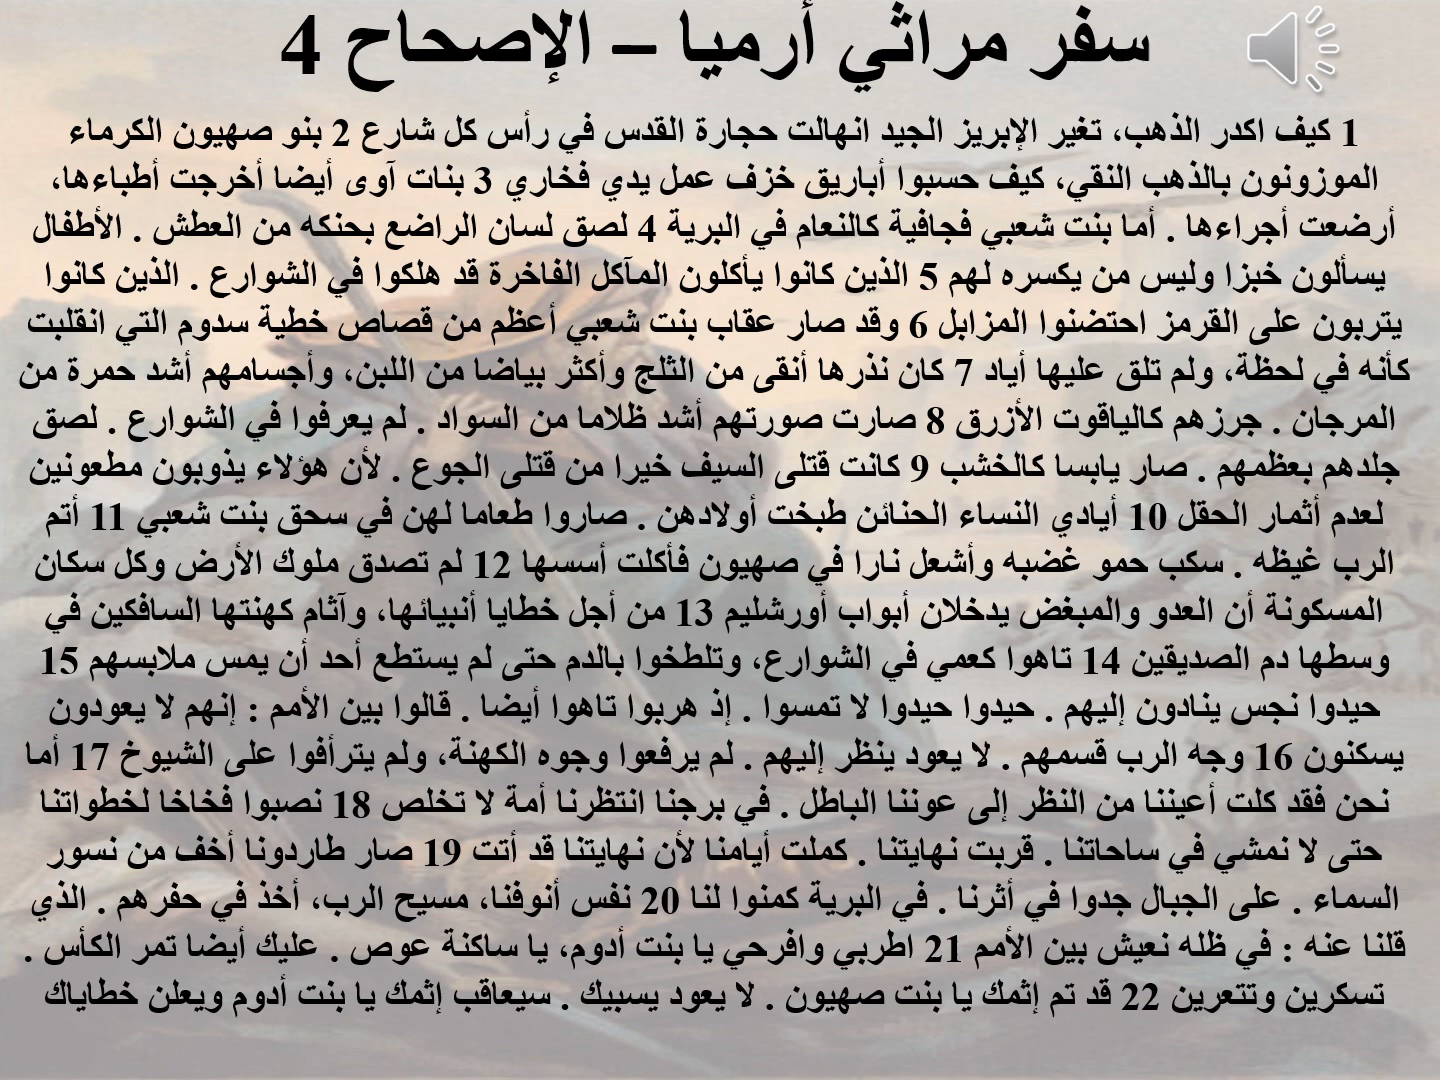 سفر مراثي أرميا – الإصحاح 4
1 كيف اكدر الذهب، تغير الإبريز الجيد انهالت حجارة القدس في رأس كل شارع 2 بنو صهيون الكرماء
الموزونون بالذهب النقي، كيف حسبوا أباريق خزف عمل يدي فخاري 3 بنات آوى أيضا أخرجت أطباءها،
أرضعت أجراءها . أما بنت شعبي فجافية كالنعام في البرية 4 لصق لسان الراضع بحنكه من العطش . الأطفال
يسألون خبزا وليس من يكسره لهم 5 الذين كانوا يأكلون المآكل الفاخرة قد هلكوا في الشوارع . الذين كانوا
يتربون على القرمز احتضنوا المزابل 6 وقد صار عقاب بنت شعبي أعظم من قصاص خطية سدوم التي انقلبت
كأنه في لحظة، ولم تلق عليها أياد 7 كان نذرها أنقى من الثلج وأكثر بياضا من اللبن، وأجسامهم أشد حمرة من
المرجان . جرزهم كالياقوت الأزرق 8 صارت صورتهم أشد ظلاما من السواد . لم يعرفوا في الشوارع . لصق
جلدهم بعظمهم . صار يابسا كالخشب 9 كانت قتلى السيف خيرا من قتلى الجوع . لأن هؤلاء يذوبون مطعونين
لعدم أثمار الحقل 10 أيادي النساء الحنائن طبخت أولادهن . صاروا طعاما لهن في سحق بنت شعبي 11 أتم
الرب غيظه . سكب حمو غضبه وأشعل نارا في صهيون فأكلت أسسها 12 لم تصدق ملوك الأرض وكل سكان
المسكونة أن العدو والمبغض يدخلان أبواب أورشليم 13 من أجل خطايا أنبيائها، وآثام كهنتها السافكين في
وسطها دم الصديقين 14 تاهوا كعمي في الشوارع، وتلطخوا بالدم حتى لم يستطع أحد أن يمس ملابسهم 15
حيدوا نجس ينادون إليهم . حيدوا حيدوا لا تمسوا . إذ هربوا تاهوا أيضا . قالوا بين الأمم : إنهم لا يعودون
يسكنون 16 وجه الرب قسمهم . لا يعود ينظر إليهم . لم يرفعوا وجوه الكهنة، ولم يترأفوا على الشيوخ 17 أما
نحن فقد كلت أعيننا من النظر إلى عوننا الباطل . في برجنا انتظرنا أمة لا تخلص 18 نصبوا فخاخا لخطواتنا
حتى لا نمشي في ساحاتنا . قربت نهايتنا . كملت أيامنا لأن نهايتنا قد أتت 19 صار طاردونا أخف من نسور
السماء . على الجبال جدوا في أثرنا . في البرية كمنوا لنا 20 نفس أنوفنا، مسيح الرب، أخذ في حفرهم . الذي
قلنا عنه : في ظله نعيش بين الأمم 21 اطربي وافرحي يا بنت أدوم، يا ساكنة عوص . عليك أيضا تمر الكأس .
تسكرين وتتعرين 22 قد تم إثمك يا بنت صهيون . لا يعود يسبيك . سيعاقب إثمك يا بنت أدوم ويعلن خطاياك